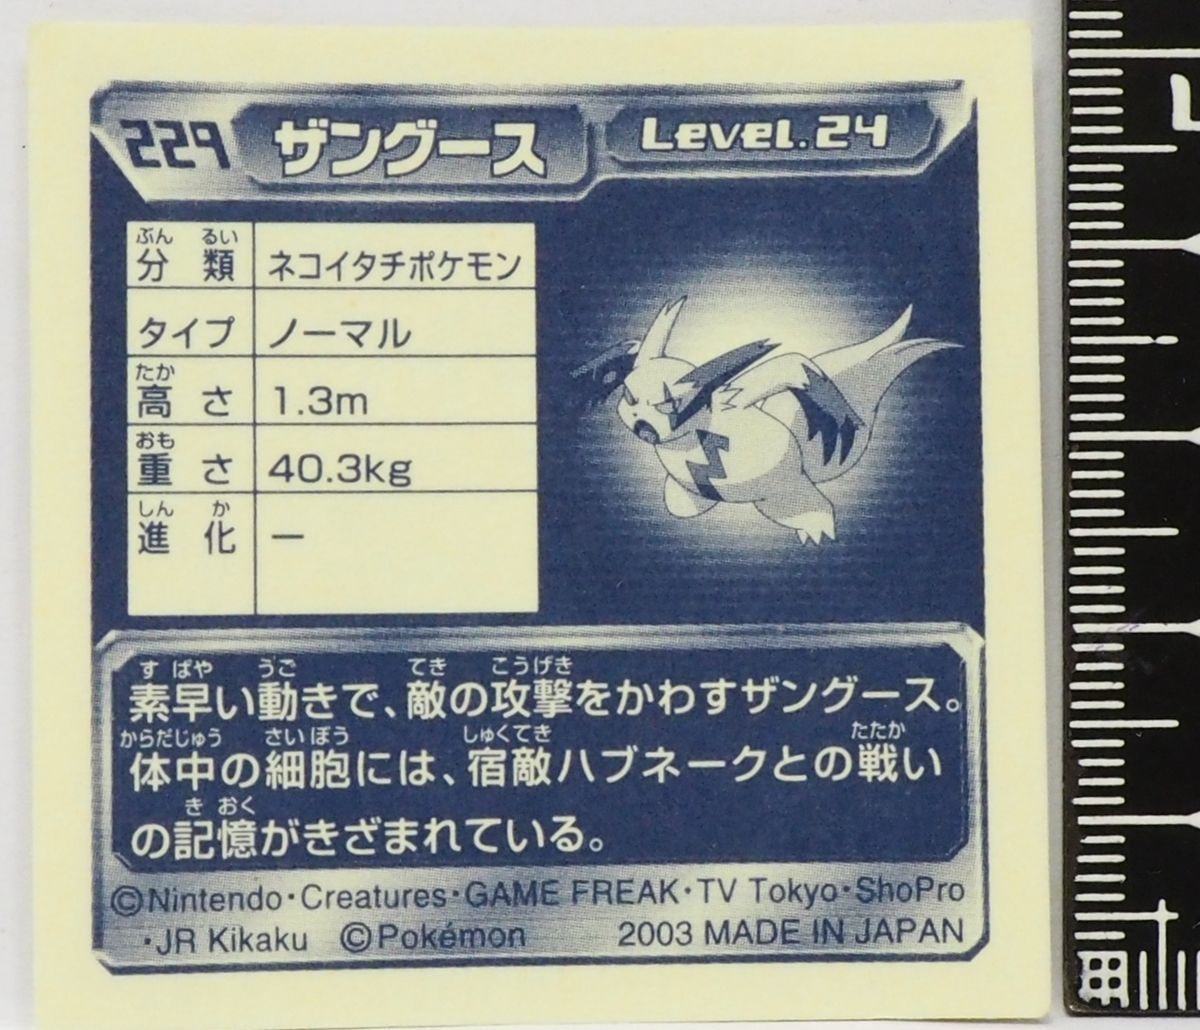 229 ザングース Level.24
ぶん るい
分 類 ネコイタチポケモン
タイプ ノーマル
たか
高 さ 1.3m
おも
重 さ 40.3kg
しん か
進 化 ー
す ばや うご てき こうげき
素早い動きで、敵の攻撃をかわすザングース。
からだじゅう さいぼう しゅくてき たたか
体中の細胞には、宿敵ハブネークとの戦い
き おく
の記憶がきざまれている。
©Nintendo・Creatures・GAME FREAK・TV Tokyo・ShoPro
・JR Kikaku ©Pokémon 2003 MADE IN JAPAN